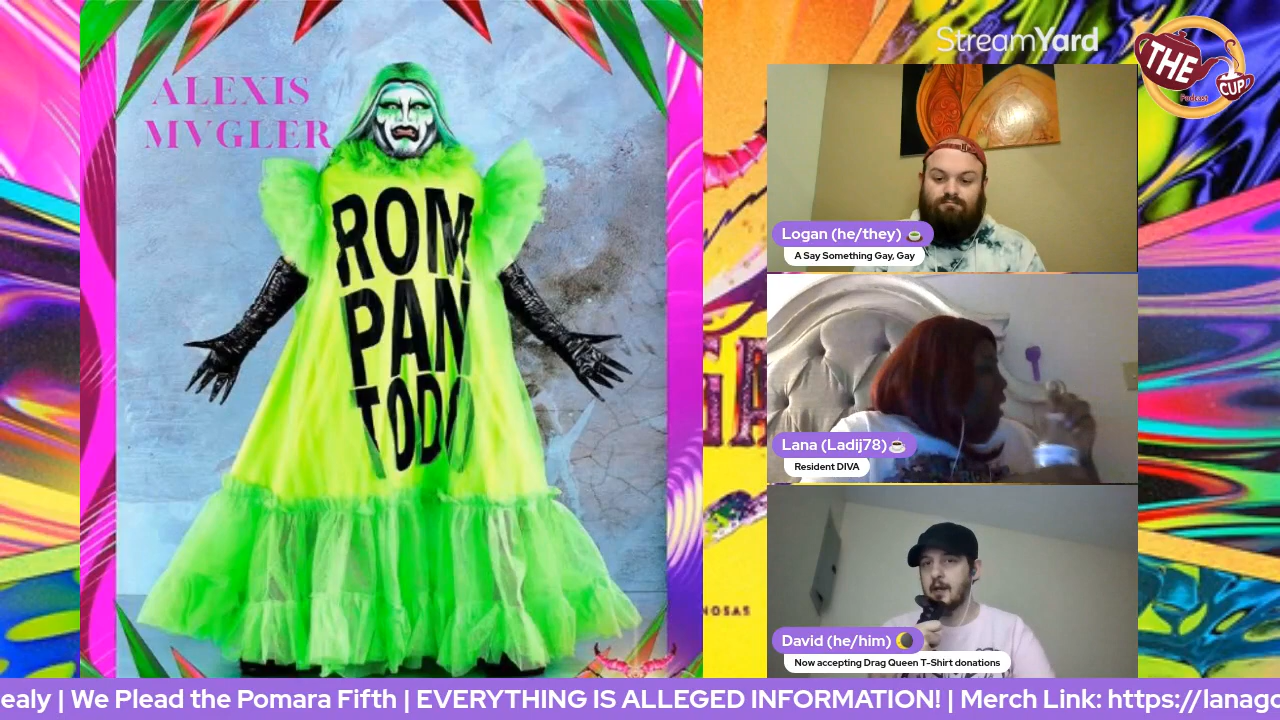 ALEXIS
MVGLER
ROM
PAN
TODO
NOSAS
StreamYard
THE
CUP
Podcast
Logan (he/they) ☕
A Say Something Gay, Gay
Lana (Ladij78)☕
Resident DIVA
David (he/him) 🌖
Now accepting Drag Queen T-Shirt donations
ealy | We Plead the Pomara Fifth | EVERYTHING IS ALLEGED INFORMATION! | Merch Link: https://lanago